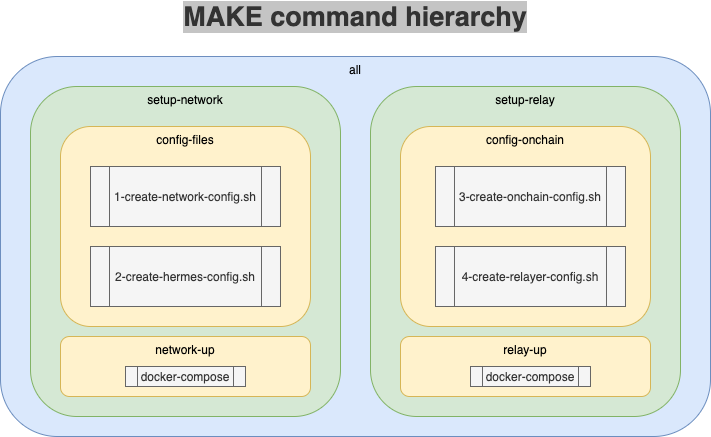 MAKE command hierarchy
all
setup-network
config-files
1-create-network-config.sh
2-create-hermes-config.sh
network-up
docker-compose
setup-relay
config-onchain
3-create-onchain-config.sh
4-create-relayer-config.sh
relay-up
docker-compose